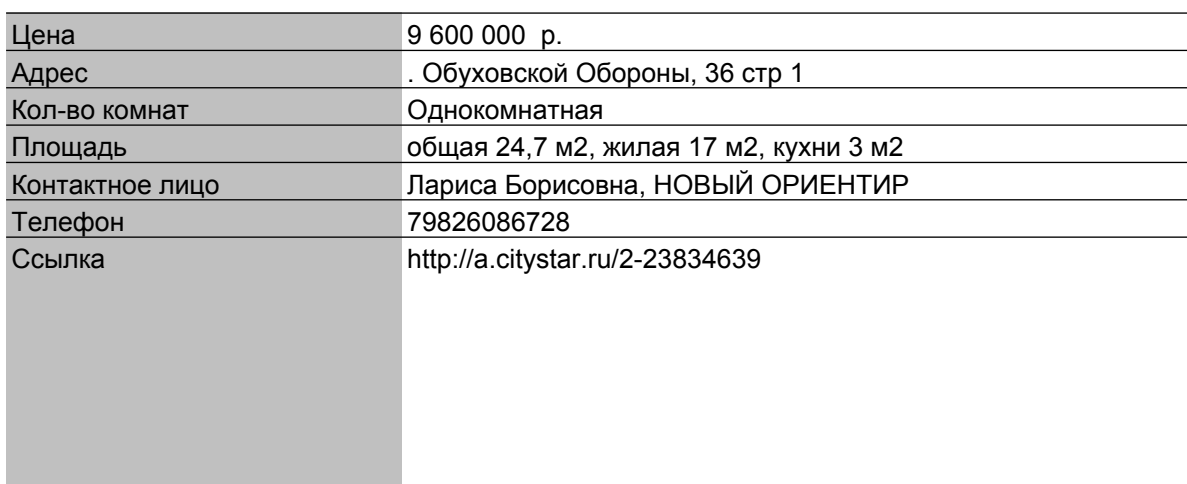 Цена 9 600 000 р.
Адрес . Обуховской Обороны, 36 стр 1
Кол-во комнат Однокомнатная
Площадь общая 24,7 м2, жилая 17 м2, кухни 3 м2
Контактное лицо Лариса Борисовна, НОВЫЙ ОРИЕНТИР
Телефон 79826086728
Ссылка http://a.citystar.ru/2-23834639